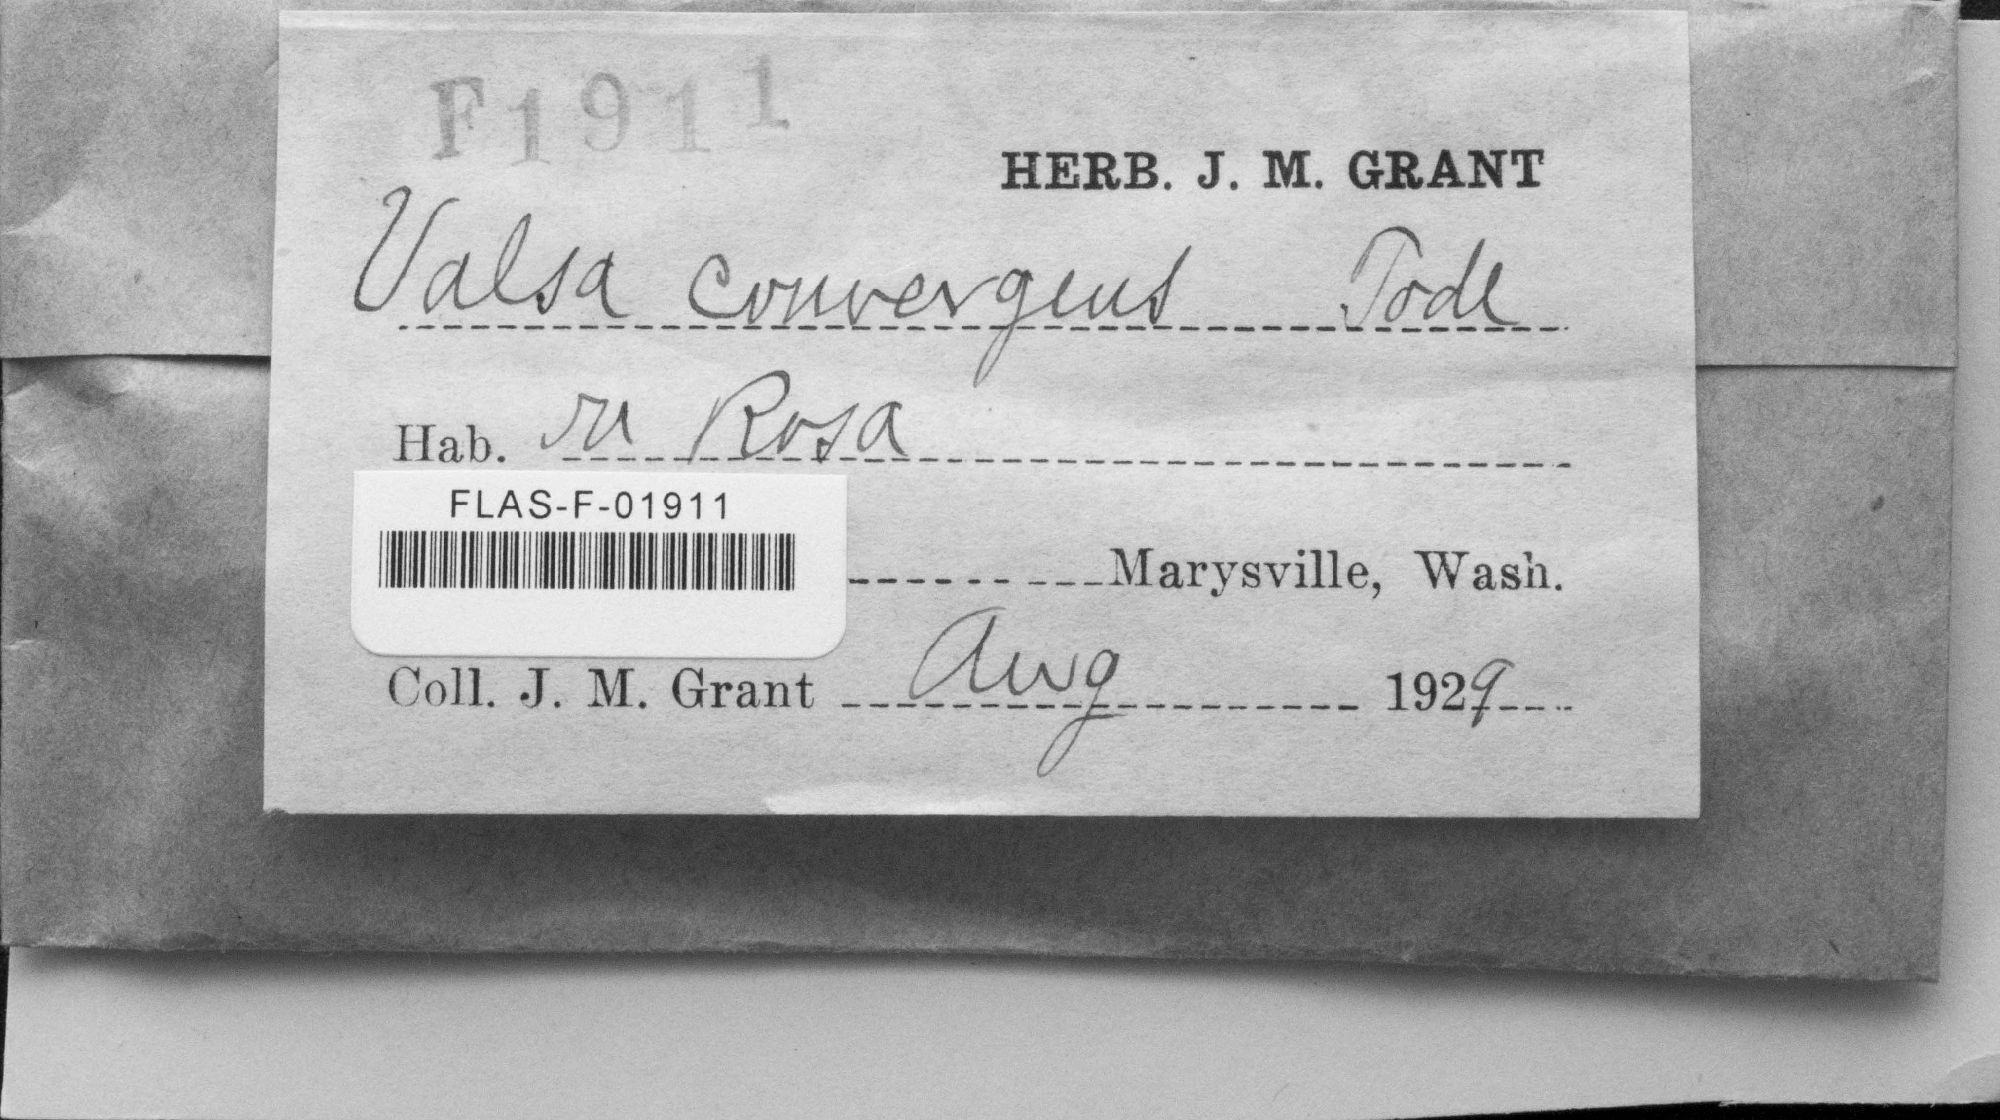 F1911
HERB. J. M. GRANT
Valsa convergens Tode
Hab. on Rosa
FLAS-F-01911
Marysville, Wash.
Coll. J. M. Grant Aug 1929